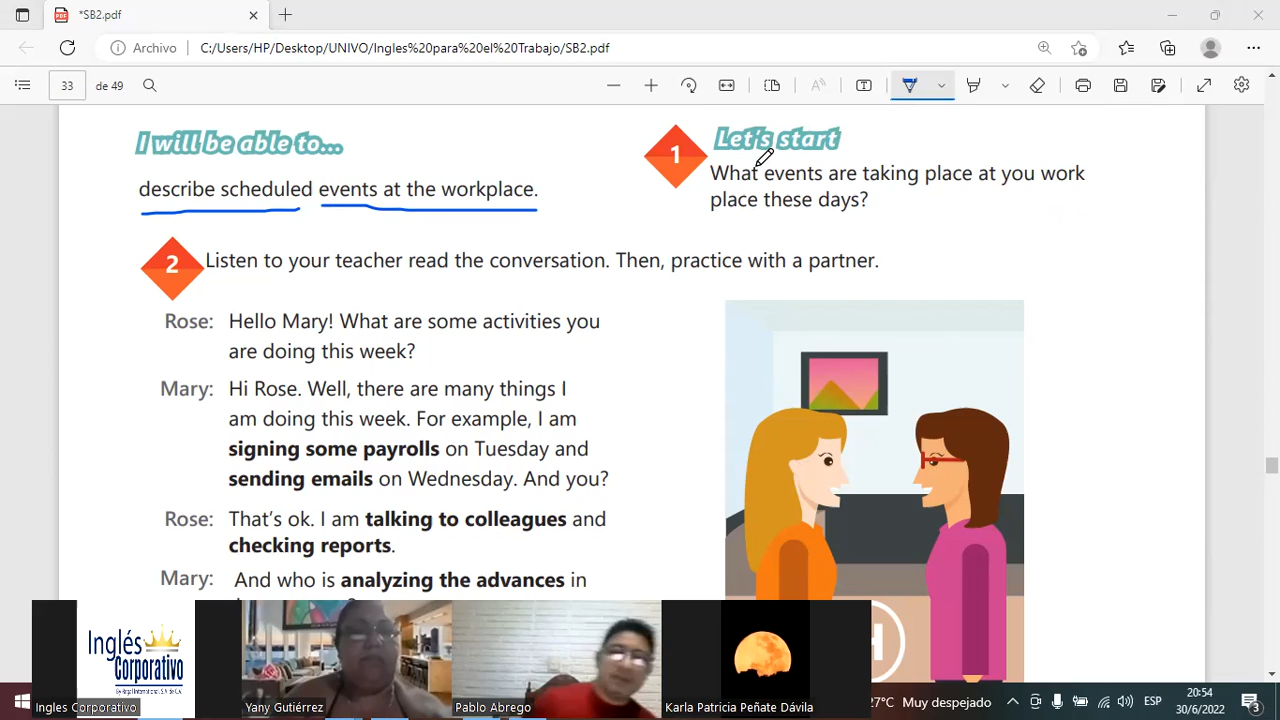 *SB2.pdf
Archivo
C:/Users/HP/Desktop/UNIVO/Ingles%20para%20el%20Trabajo/SB2.pdf
33
de 49
I will be able to...
describe scheduled events at the workplace.
1
Let's start
What events are taking place at you work
place these days?
2
Listen to your teacher read the conversation. Then, practice with a partner.
Rose: Hello Mary! What are some activities you
are doing this week?
Mary: Hi Rose. Well, there are many things I
am doing this week. For example, I am
signing some payrolls on Tuesday and
sending emails on Wednesday. And you?
Rose: That's ok. I am talking to colleagues and
checking reports.
Mary: And who is analyzing the advances in
Inglés
Corporativo
Ingles Corporativo
Yany Gutiérrez
Pablo Abrego
Karla Patricia Peñate Dávila
27°C Muy despejado
ESP
20:54
30/6/2022
3